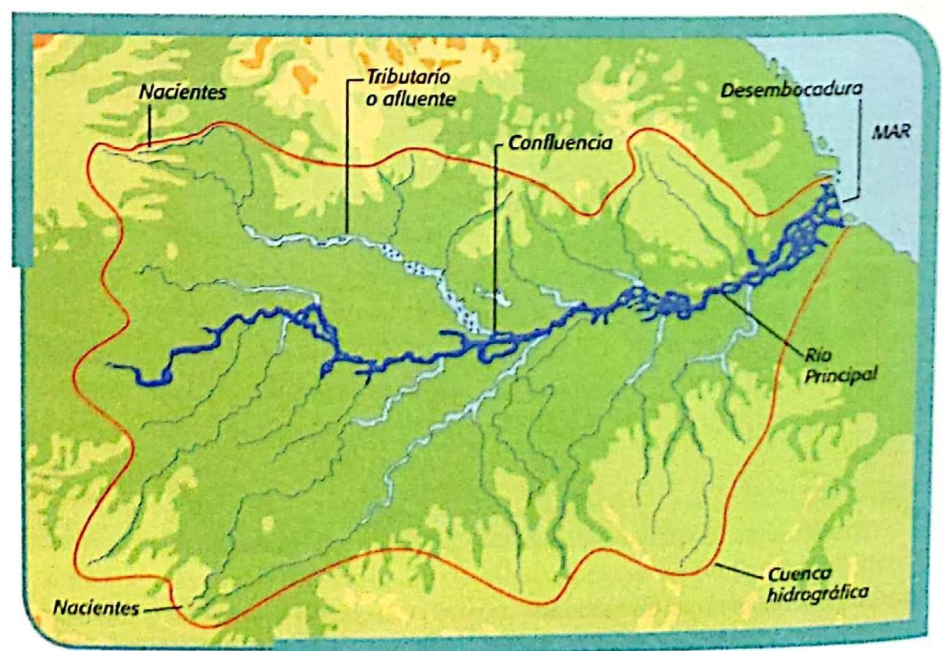 Nacientes
Tributario
o afluente
Confluencia
Desembocadura
MAR
Río
Principal
Cuenca
hidrográfica
Nacientes